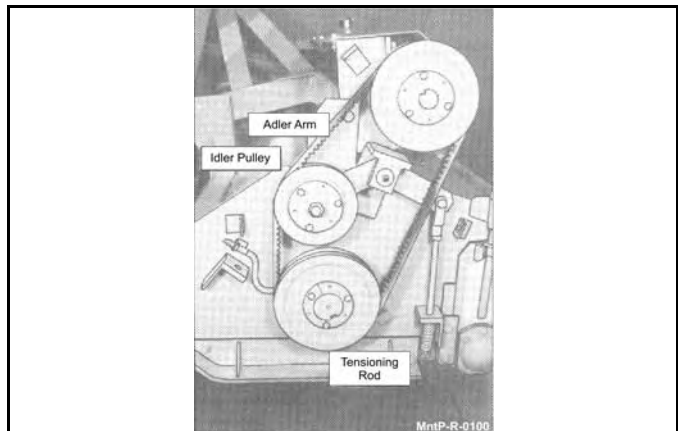 Adler Arm
Idler Pulley
Tensioning
Rod
MntP-R-0100